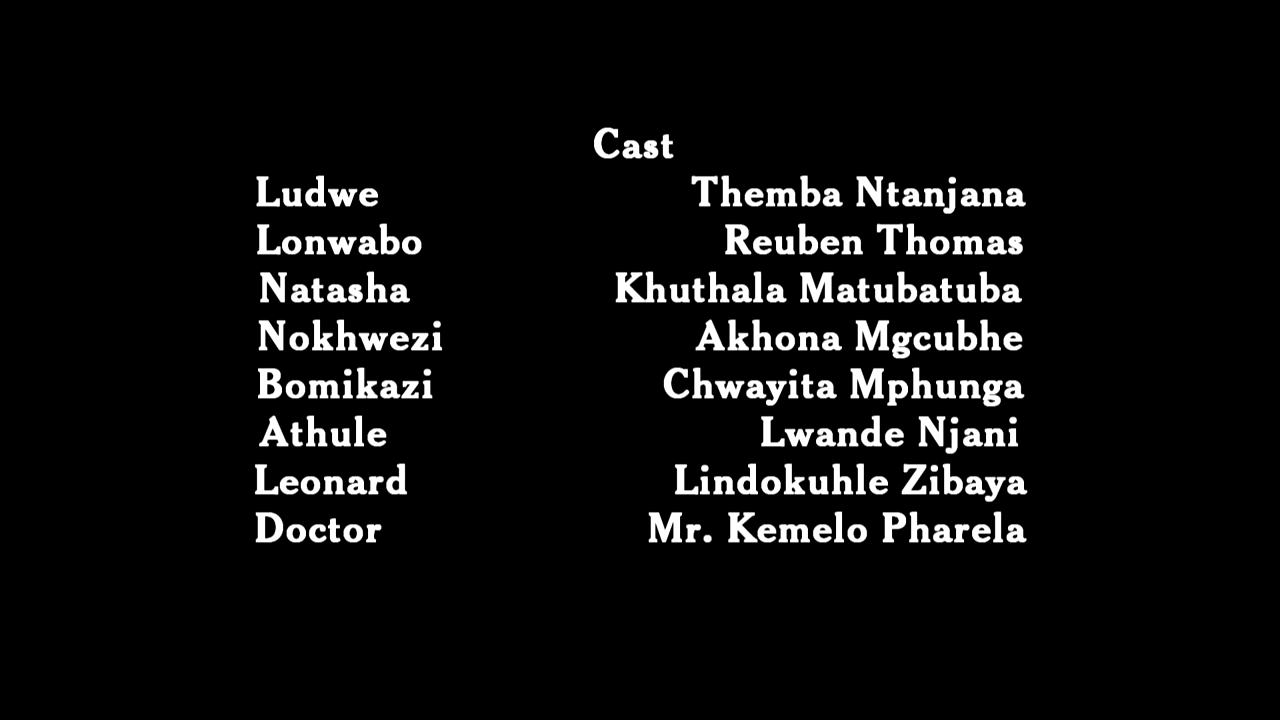 Cast
Ludwe Themba Ntanjana
Lonwabo Reuben Thomas
Natasha Khuthala Matubatuba
Nokhwezi Akhona Mgcubhe
Bomikazi Chwayita Mphunga
Athule Lwande Njani
Leonard Lindokuhle Zibaya
Doctor Mr. Kemelo Pharela